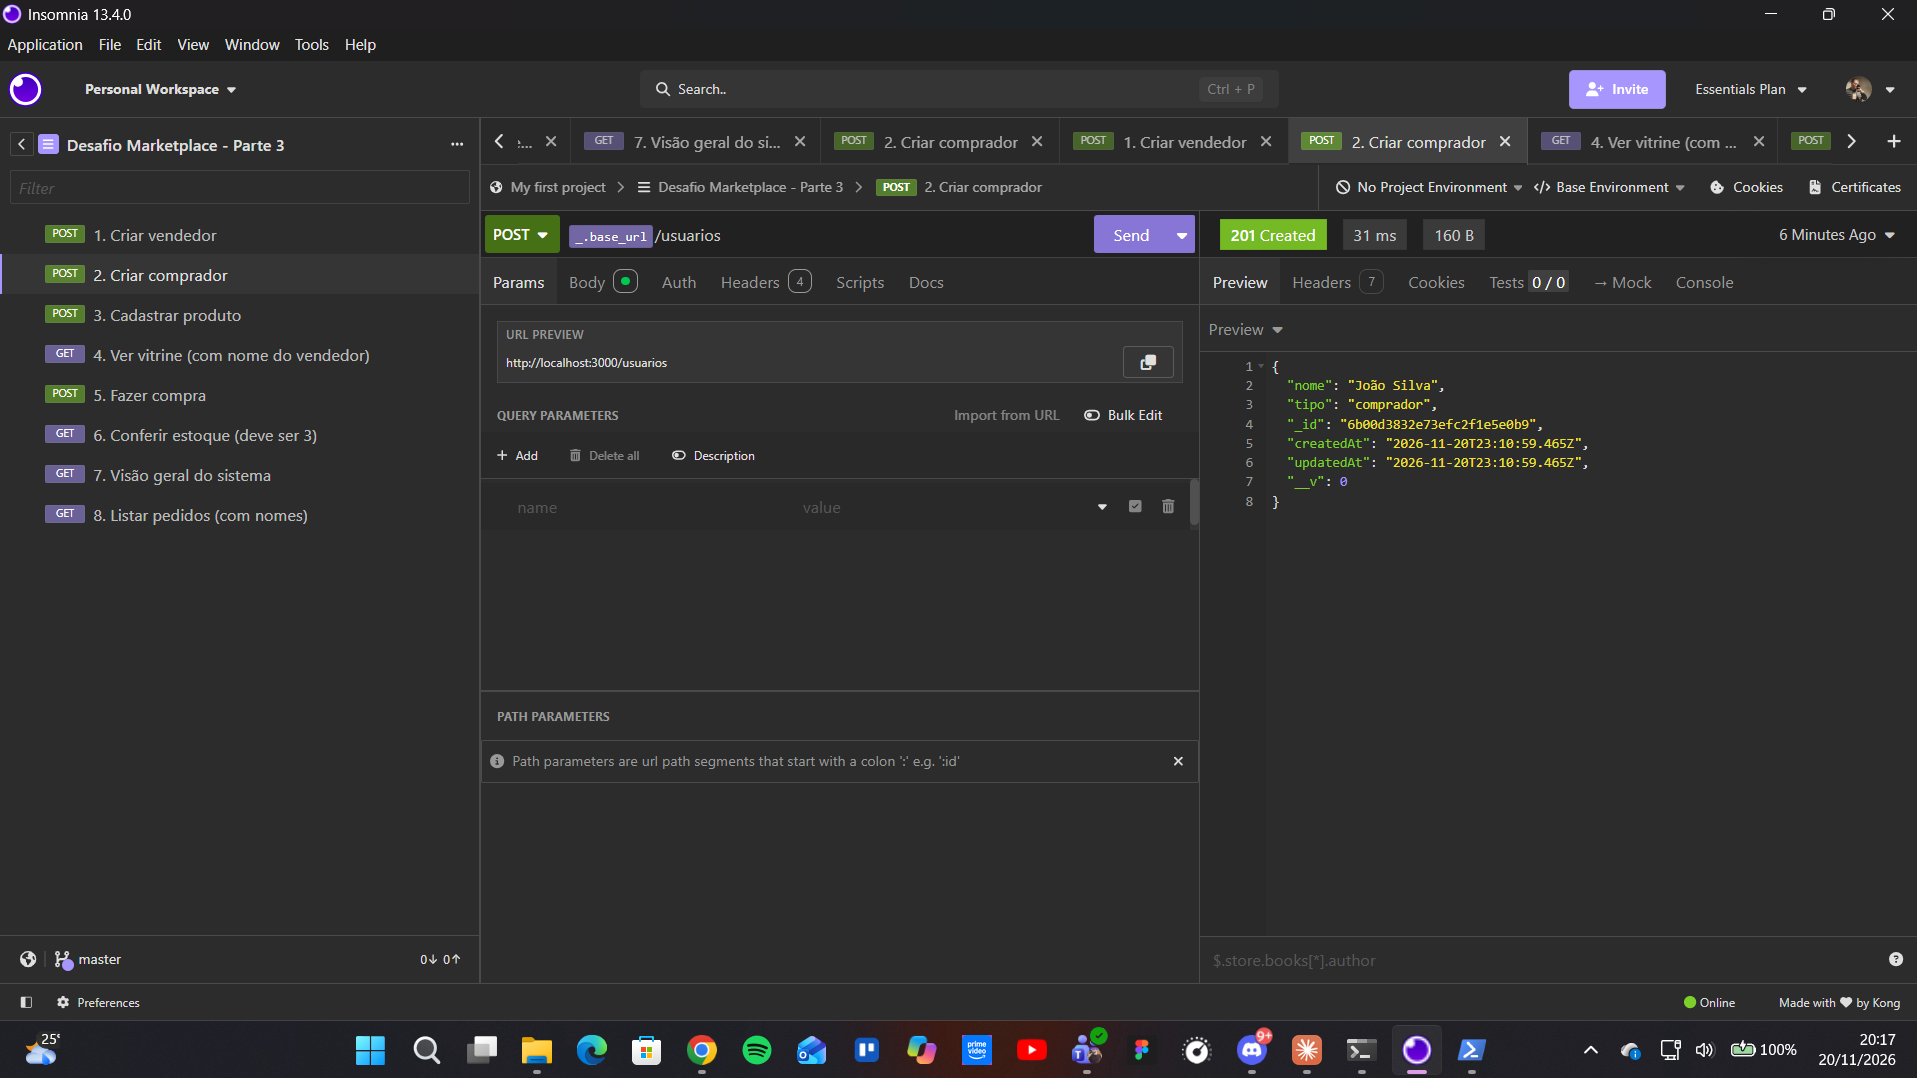 Insomnia 13.4.0
Application File Edit View Window Tools Help
Personal Workspace
Search..
Ctrl + P
Invite
Essentials Plan
Desafio Marketplace - Parte 3
Filter
POST 1. Criar vendedor
POST 2. Criar comprador
POST 3. Cadastrar produto
GET 4. Ver vitrine (com nome do vendedor)
POST 5. Fazer compra
GET 6. Conferir estoque (deve ser 3)
GET 7. Visão geral do sistema
GET 8. Listar pedidos (com nomes)
master
0↓ 0↑
Preferences
:...
GET 7. Visão geral do si...
POST 2. Criar comprador
POST 1. Criar vendedor
POST 2. Criar comprador
GET 4. Ver vitrine (com ...
POST
My first project > Desafio Marketplace - Parte 3 > POST 2. Criar comprador
No Project Environment
</> Base Environment
Cookies
Certificates
POST
_.base_url /usuarios
Send
Params Body Auth Headers 4 Scripts Docs
URL PREVIEW
http://localhost:3000/usuarios
QUERY PARAMETERS
Import from URL
Bulk Edit
+ Add
Delete all
Description
name
value
PATH PARAMETERS
Path parameters are url path segments that start with a colon ':' e.g. ':id'
201 Created
31 ms
160 B
6 Minutes Ago
Preview Headers 7 Cookies Tests 0 / 0 → Mock Console
Preview
1 {
2 "nome": "João Silva",
3 "tipo": "comprador",
4 "_id": "6b00d3832e73efc2f1e5e0b9",
5 "createdAt": "2026-11-20T23:10:59.465Z",
6 "updatedAt": "2026-11-20T23:10:59.465Z",
7 "__v": 0
8 }
$.store.books[*].author
Online
Made with ♥ by Kong
25°
prime video
9+
100%
20:17
20/11/2026